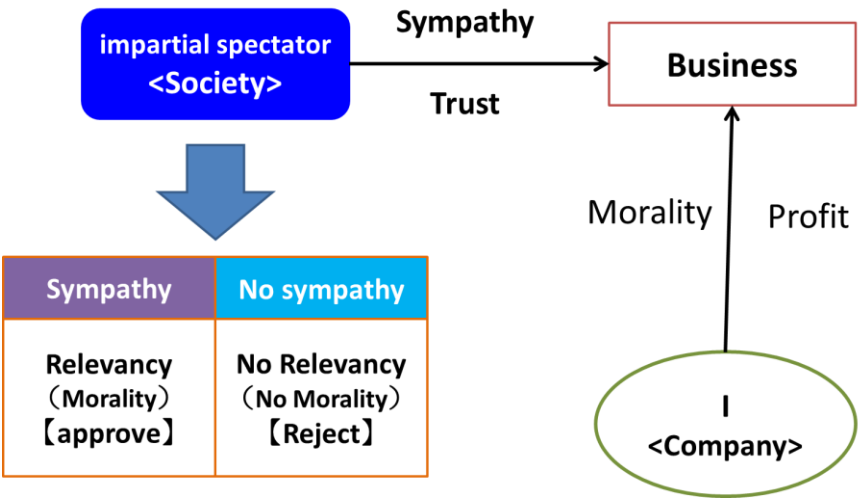 impartial spectator
<Society>
Sympathy
Trust
Business
Morality
Profit
Sympathy
No sympathy
Relevancy
（Morality）
【approve】
No Relevancy
（No Morality）
【Reject】
I
<Company>